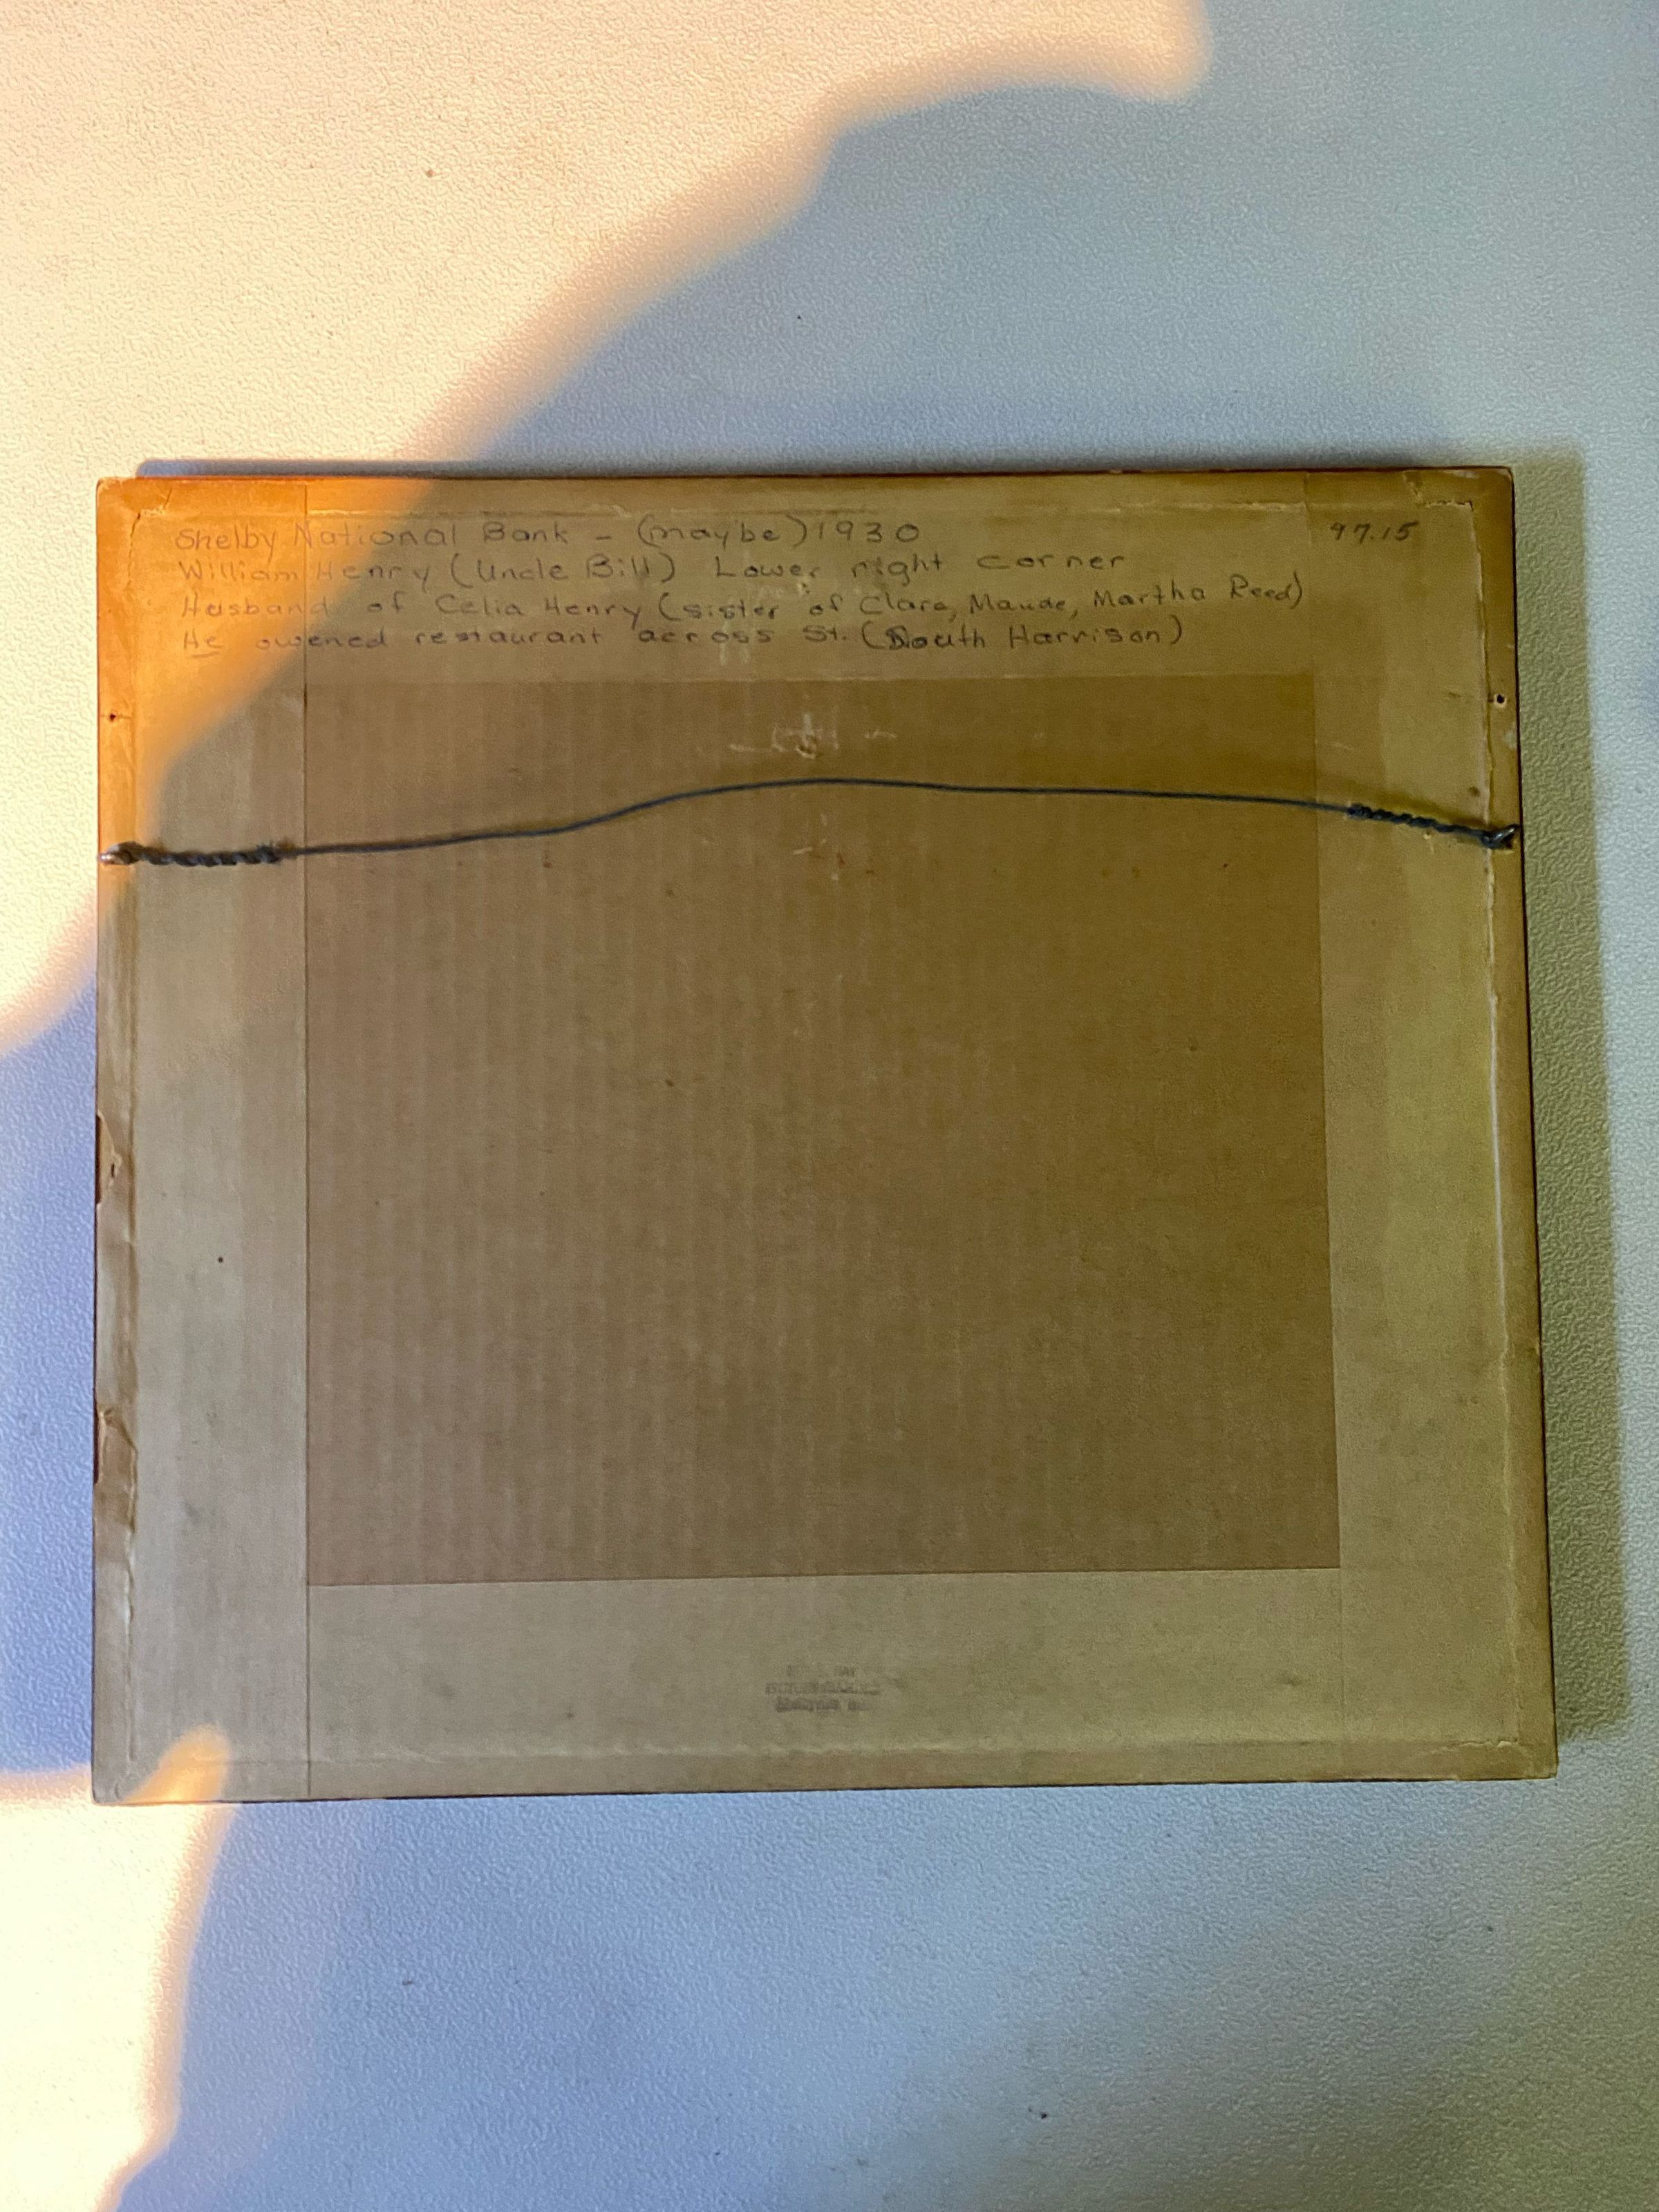 Shelby National Bank - (maybe) 1930
97.15
William Henry (Uncle Bill) Lower right corner
Husband of Celia Henry (sister of Clara, Maude, Martha Reed)
He owened restaurant across St. (South Harrison)